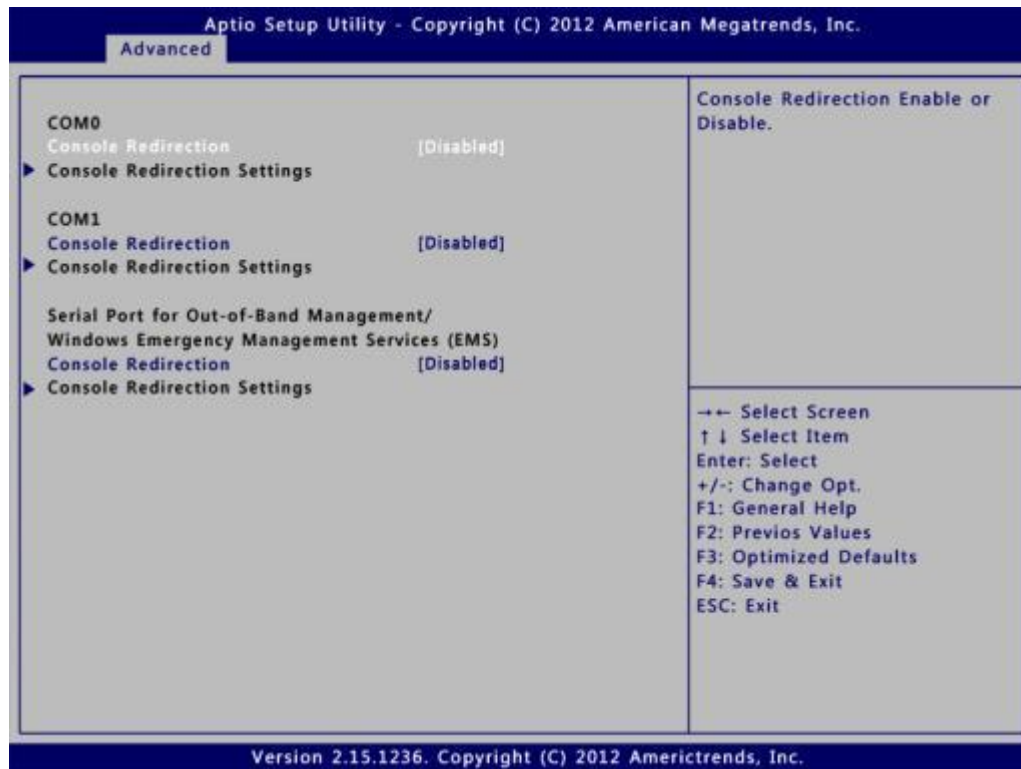 Aptio Setup Utility - Copyright (C) 2012 American Megatrends, Inc.
Advanced
COM0
Console Redirection [Disabled]
Console Redirection Settings
COM1
Console Redirection [Disabled]
Console Redirection Settings
Serial Port for Out-of-Band Management/
Windows Emergency Management Services (EMS)
Console Redirection [Disabled]
Console Redirection Settings
Console Redirection Enable or
Disable.
→← Select Screen
↑↓ Select Item
Enter: Select
+/-: Change Opt.
F1: General Help
F2: Previos Values
F3: Optimized Defaults
F4: Save & Exit
ESC: Exit
Version 2.15.1236. Copyright (C) 2012 Americtrends, Inc.